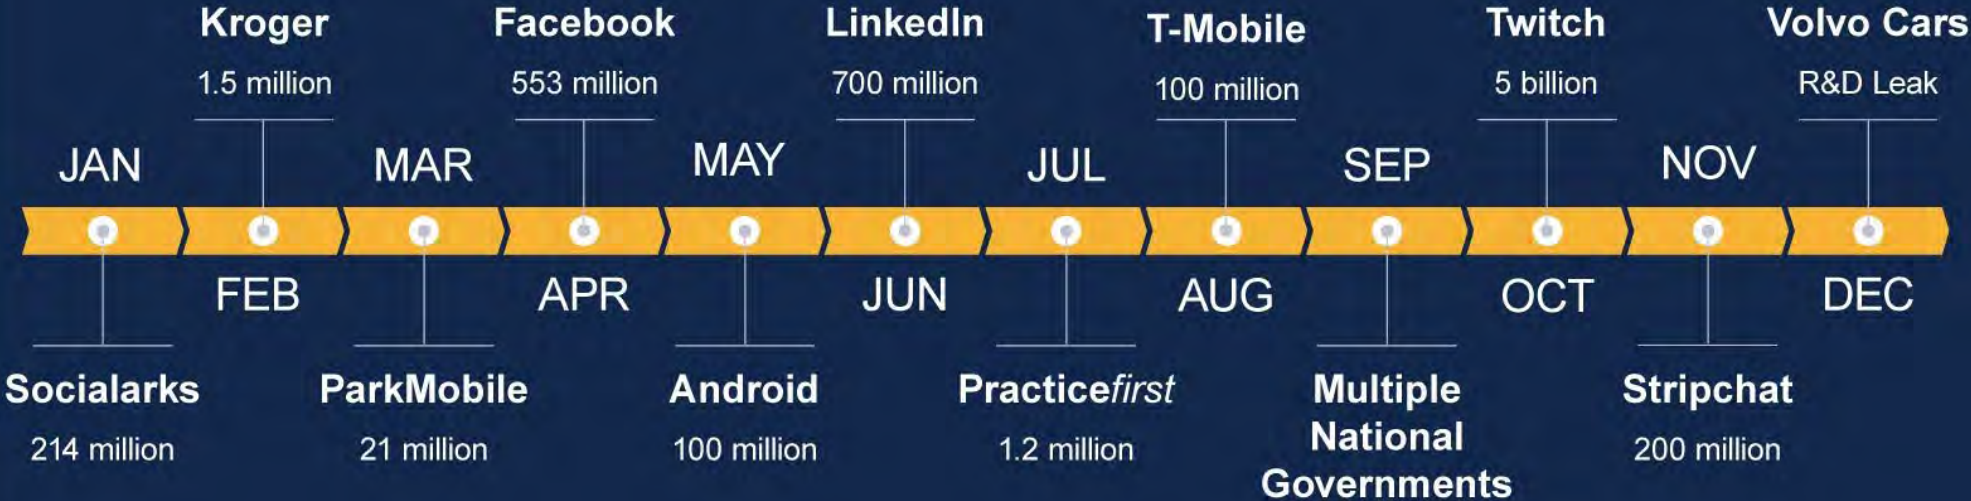 Kroger
1.5 million
Facebook
553 million
LinkedIn
700 million
T-Mobile
100 million
Twitch
5 billion
Volvo Cars
R&D Leak
JAN
MAR
MAY
JUL
SEP
NOV
FEB
APR
JUN
AUG
OCT
DEC
Socialarks
214 million
ParkMobile
21 million
Android
100 million
Practicefirst
1.2 million
Multiple
National
Governments
Stripchat
200 million